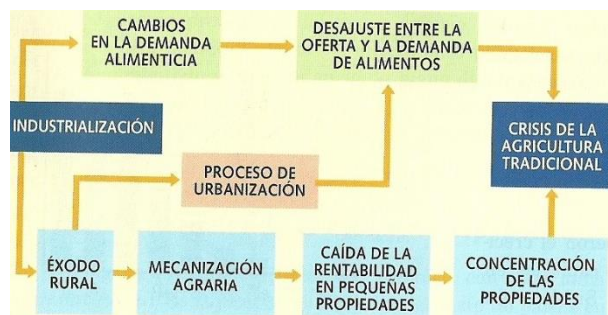 CAMBIOS
EN LA DEMANDA
ALIMENTICIA
DESAJUSTE ENTRE LA
OFERTA Y LA DEMANDA
DE ALIMENTOS
INDUSTRIALIZACIÓN
CRISIS DE LA
AGRICULTURA
TRADICIONAL
PROCESO DE
URBANIZACIÓN
ÉXODO
RURAL
MECANIZACIÓN
AGRARIA
CAÍDA DE LA
RENTABILIDAD
EN PEQUEÑAS
PROPIEDADES
CONCENTRACIÓN
DE LAS
PROPIEDADES